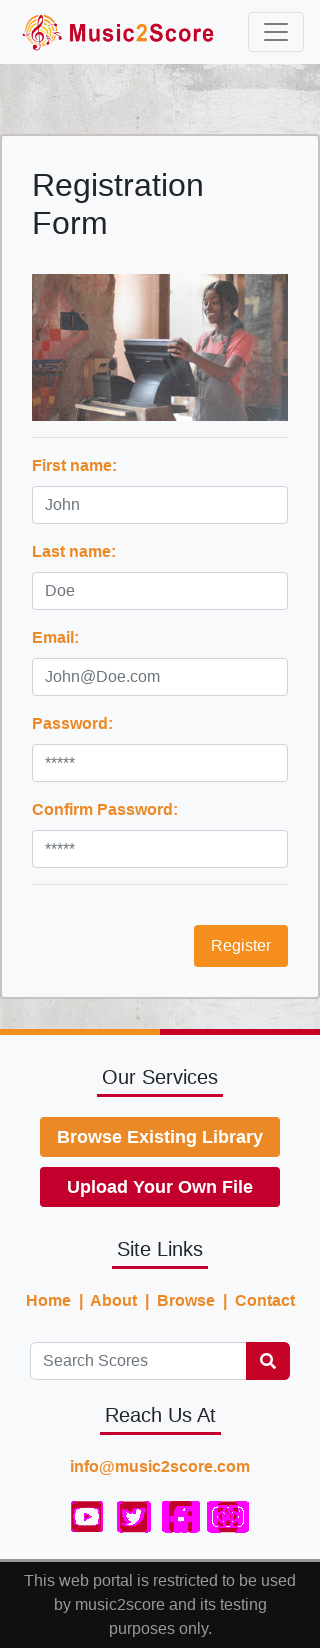 Music2Score
Registration
Form
First name:
John
Last name:
Doe
Email:
John@Doe.com
Password:
*****
Confirm Password:
*****
Register
Our Services
Browse Existing Library
Upload Your Own File
Site Links
Home | About | Browse | Contact
Search Scores
Reach Us At
info@music2score.com
This web portal is restricted to be used
by music2score and its testing
purposes only.